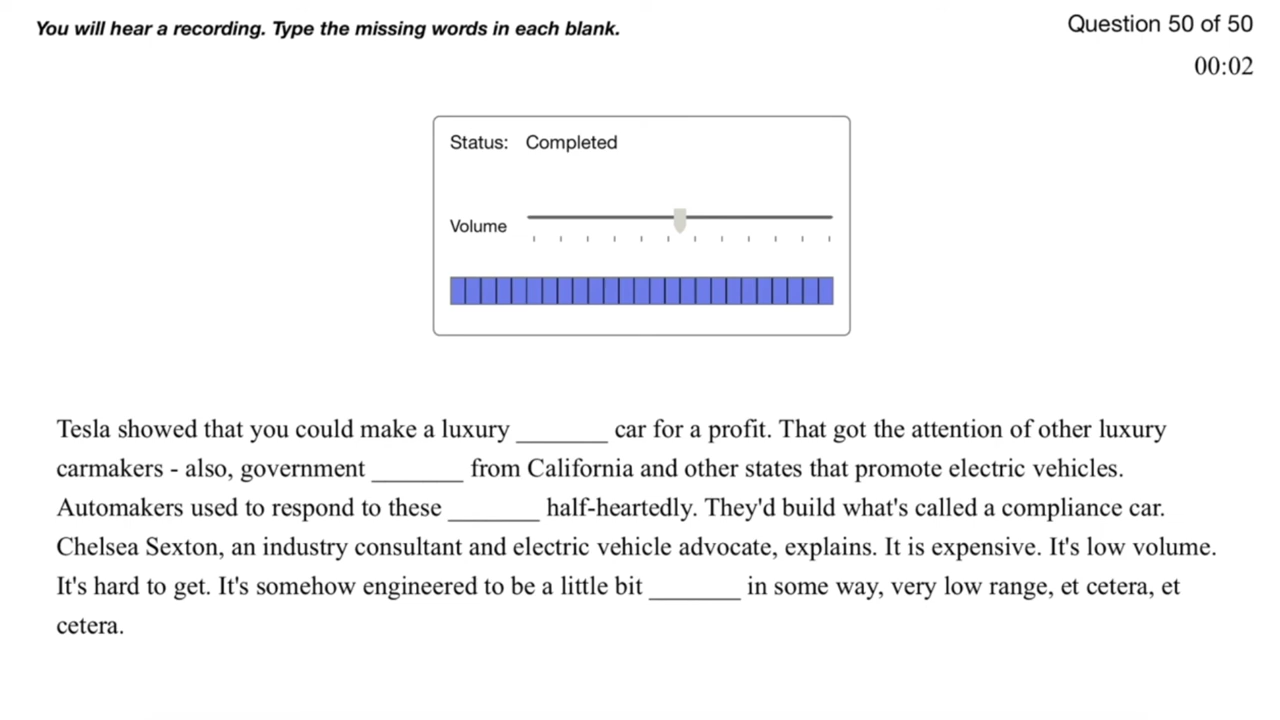 You will hear a recording. Type the missing words in each blank.
Question 50 of 50
00:02
Status: Completed
Volume
Tesla showed that you could make a luxury _______ car for a profit. That got the attention of other luxury
carmakers - also, government _______ from California and other states that promote electric vehicles.
Automakers used to respond to these _______ half-heartedly. They'd build what's called a compliance car.
Chelsea Sexton, an industry consultant and electric vehicle advocate, explains. It is expensive. It's low volume.
It's hard to get. It's somehow engineered to be a little bit _______ in some way, very low range, et cetera, et
cetera.